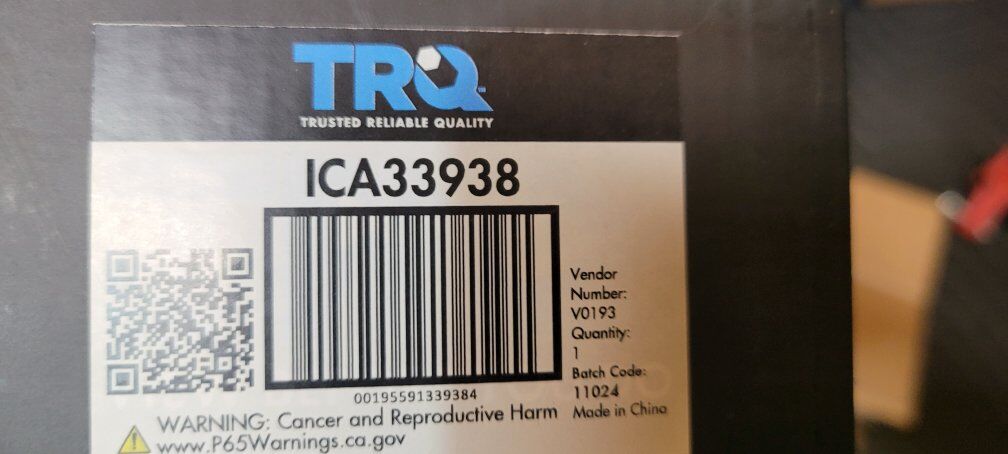 TRQ
TRUSTED RELIABLE QUALITY
ICA33938
Vendor
Number:
V0193
Quantity:
1
Batch Code:
11024
Made in China
00195591339384
WARNING: Cancer and Reproductive Harm
www.P65Warnings.ca.gov